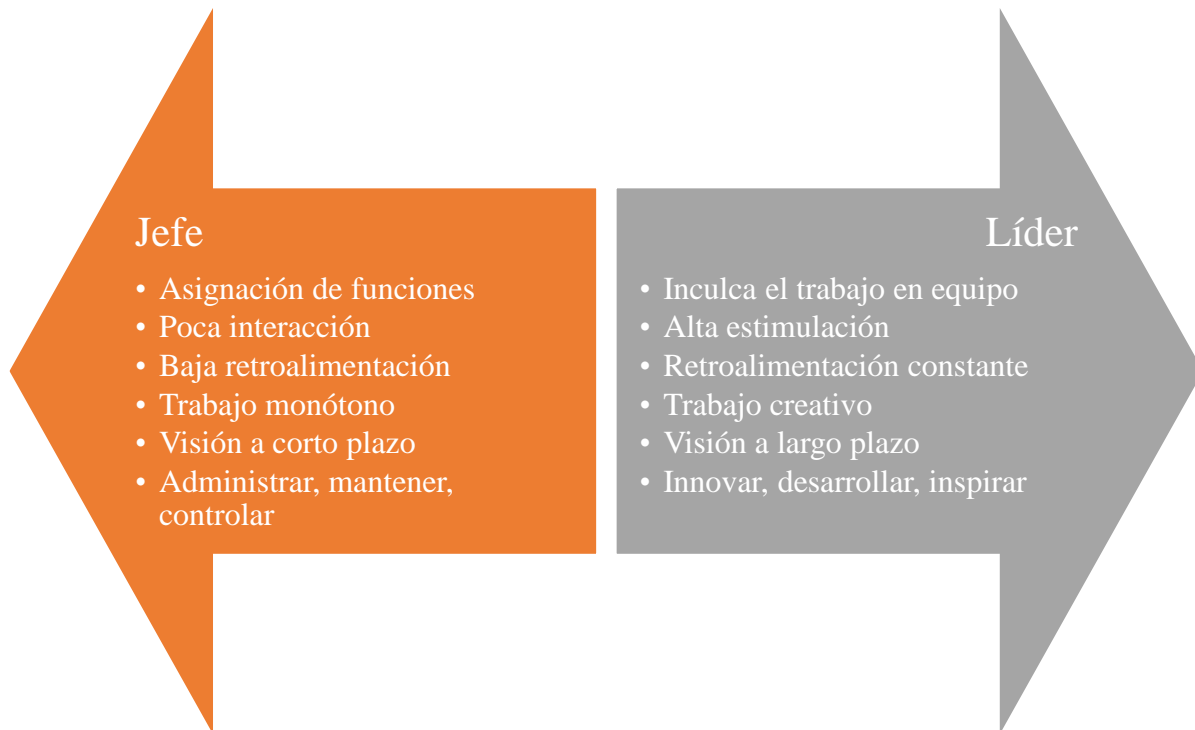 Jefe
• Asignación de funciones
• Poca interacción
• Baja retroalimentación
• Trabajo monótono
• Visión a corto plazo
• Administrar, mantener,
controlar
Líder
• Inculca el trabajo en equipo
• Alta estimulación
• Retroalimentación constante
• Trabajo creativo
• Visión a largo plazo
• Innovar, desarrollar, inspirar